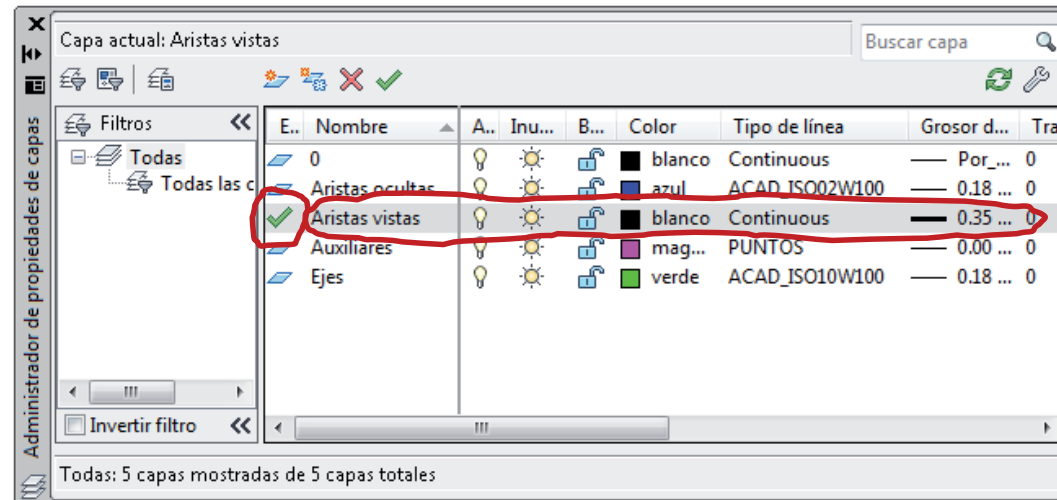 Capa actual: Aristas vistas
Buscar capa
Filtros
Todas
Todas las c
E.. Nombre A.. Inu... B... Color Tipo de línea Grosor d... Tra
0 blanco Continuous Por_... 0
Aristas ocultas azul ACAD_ISO02W100 0.18 ... 0
Aristas vistas blanco Continuous 0.35 ... 0
Auxiliares mag... PUNTOS 0.00 ... 0
Ejes verde ACAD_ISO10W100 0.18 ... 0
Invertir filtro
Todas: 5 capas mostradas de 5 capas totales
Administrador de propiedades de capas